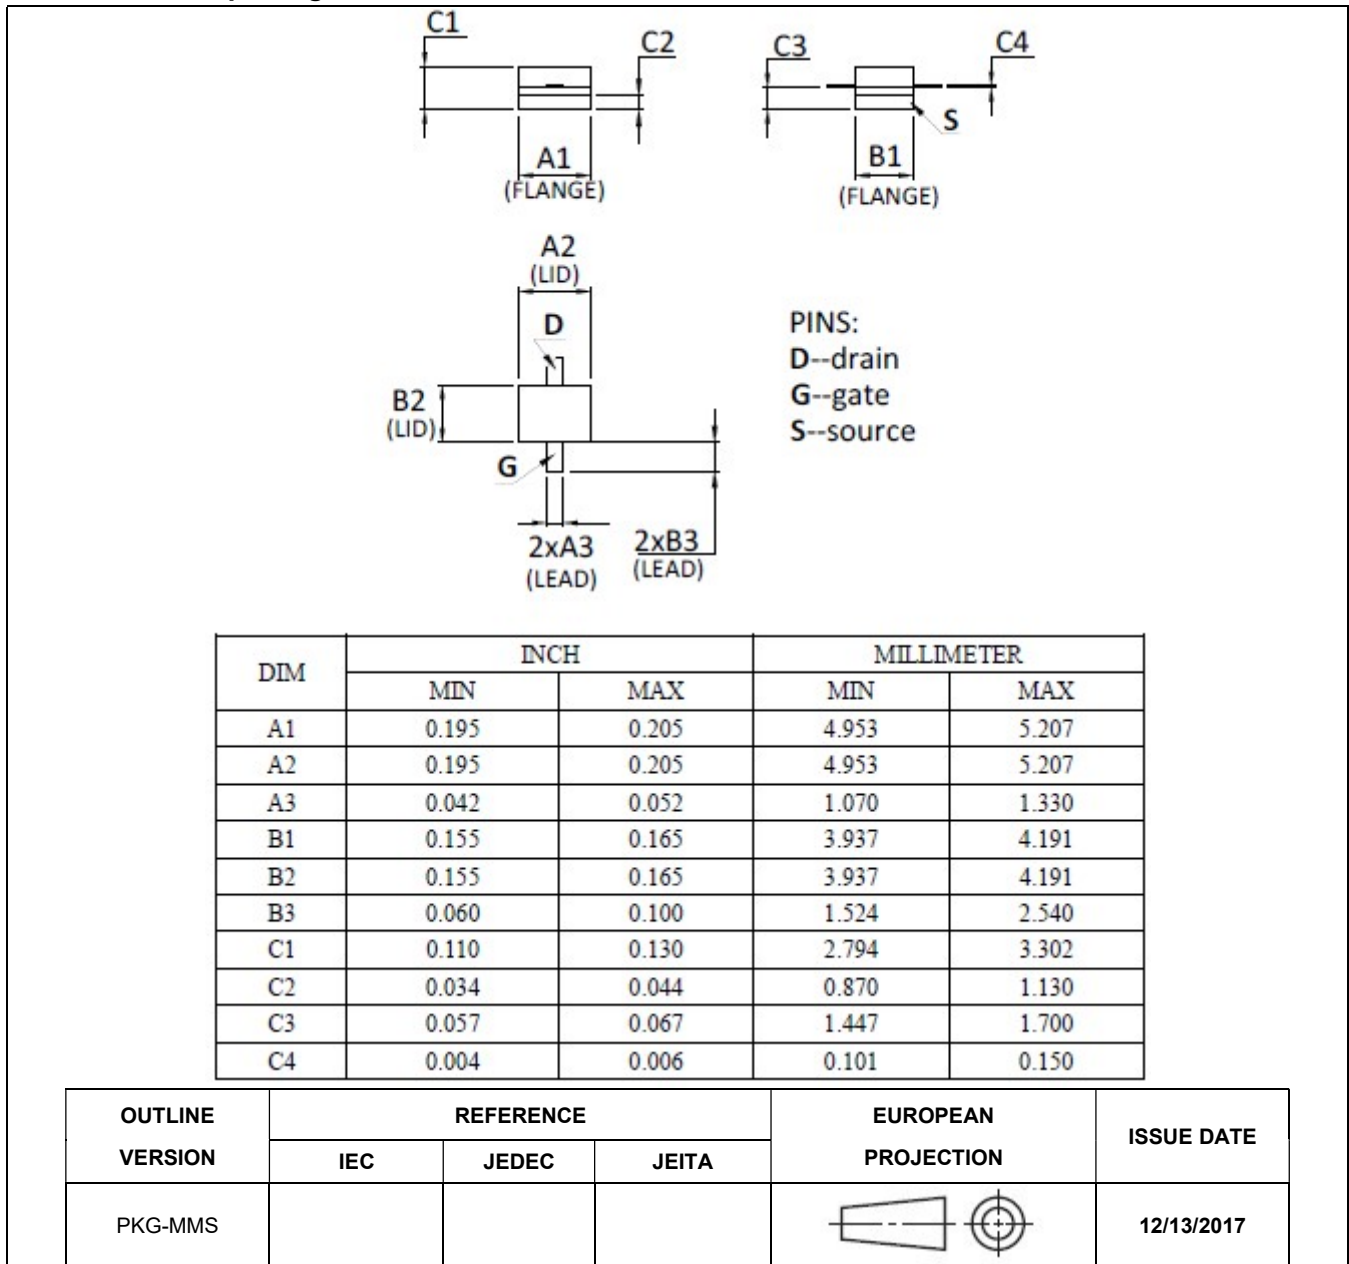 C1
C2
C3
C4
S
A1
(FLANGE)
B1
(FLANGE)
A2
(LID)
D
B2
(LID)
G
2xA3
(LEAD)
2xB3
(LEAD)
PINS:
D--drain
G--gate
S--source
DIM INCH MILLIMETER
MIN MAX MIN MAX
A1 0.195 0.205 4.953 5.207
A2 0.195 0.205 4.953 5.207
A3 0.042 0.052 1.070 1.330
B1 0.155 0.165 3.937 4.191
B2 0.155 0.165 3.937 4.191
B3 0.060 0.100 1.524 2.540
C1 0.110 0.130 2.794 3.302
C2 0.034 0.044 0.870 1.130
C3 0.057 0.067 1.447 1.700
C4 0.004 0.006 0.101 0.150
OUTLINE VERSION REFERENCE EUROPEAN PROJECTION ISSUE DATE
IEC JEDEC JEITA
PKG-MMS 12/13/2017